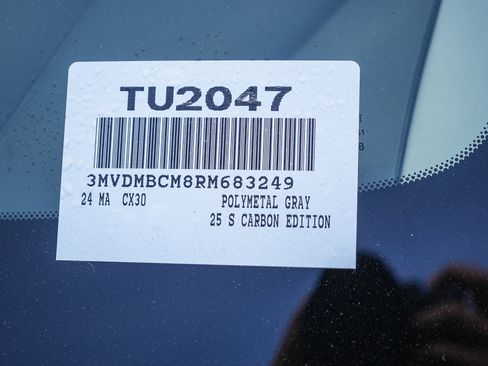 TU2047
3MVDMBCM8RM683249
24 MA CX30 POLYMETAL GRAY
25 S CARBON EDITION